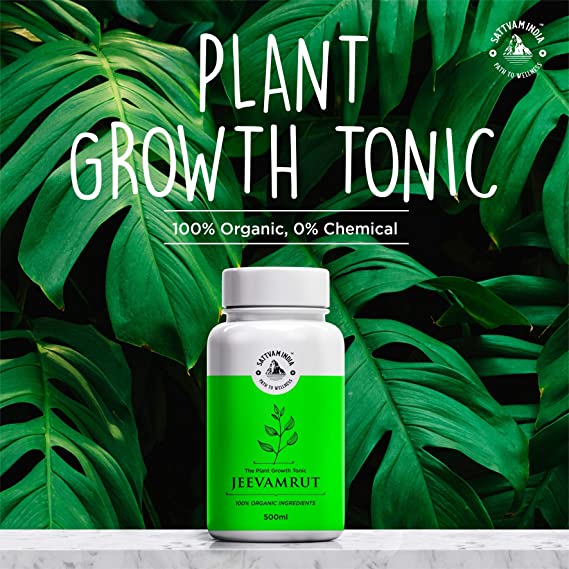 PLANT
GROWTH TONIC
100% Organic, 0% Chemical
SATTVAM INDIA
PATH TO WELLNESS
SATTVAM INDIA
PATH TO WELLNESS
The Plant Growth Tonic
JEEVAMRUT
100% ORGANIC INGREDIENTS
500ml